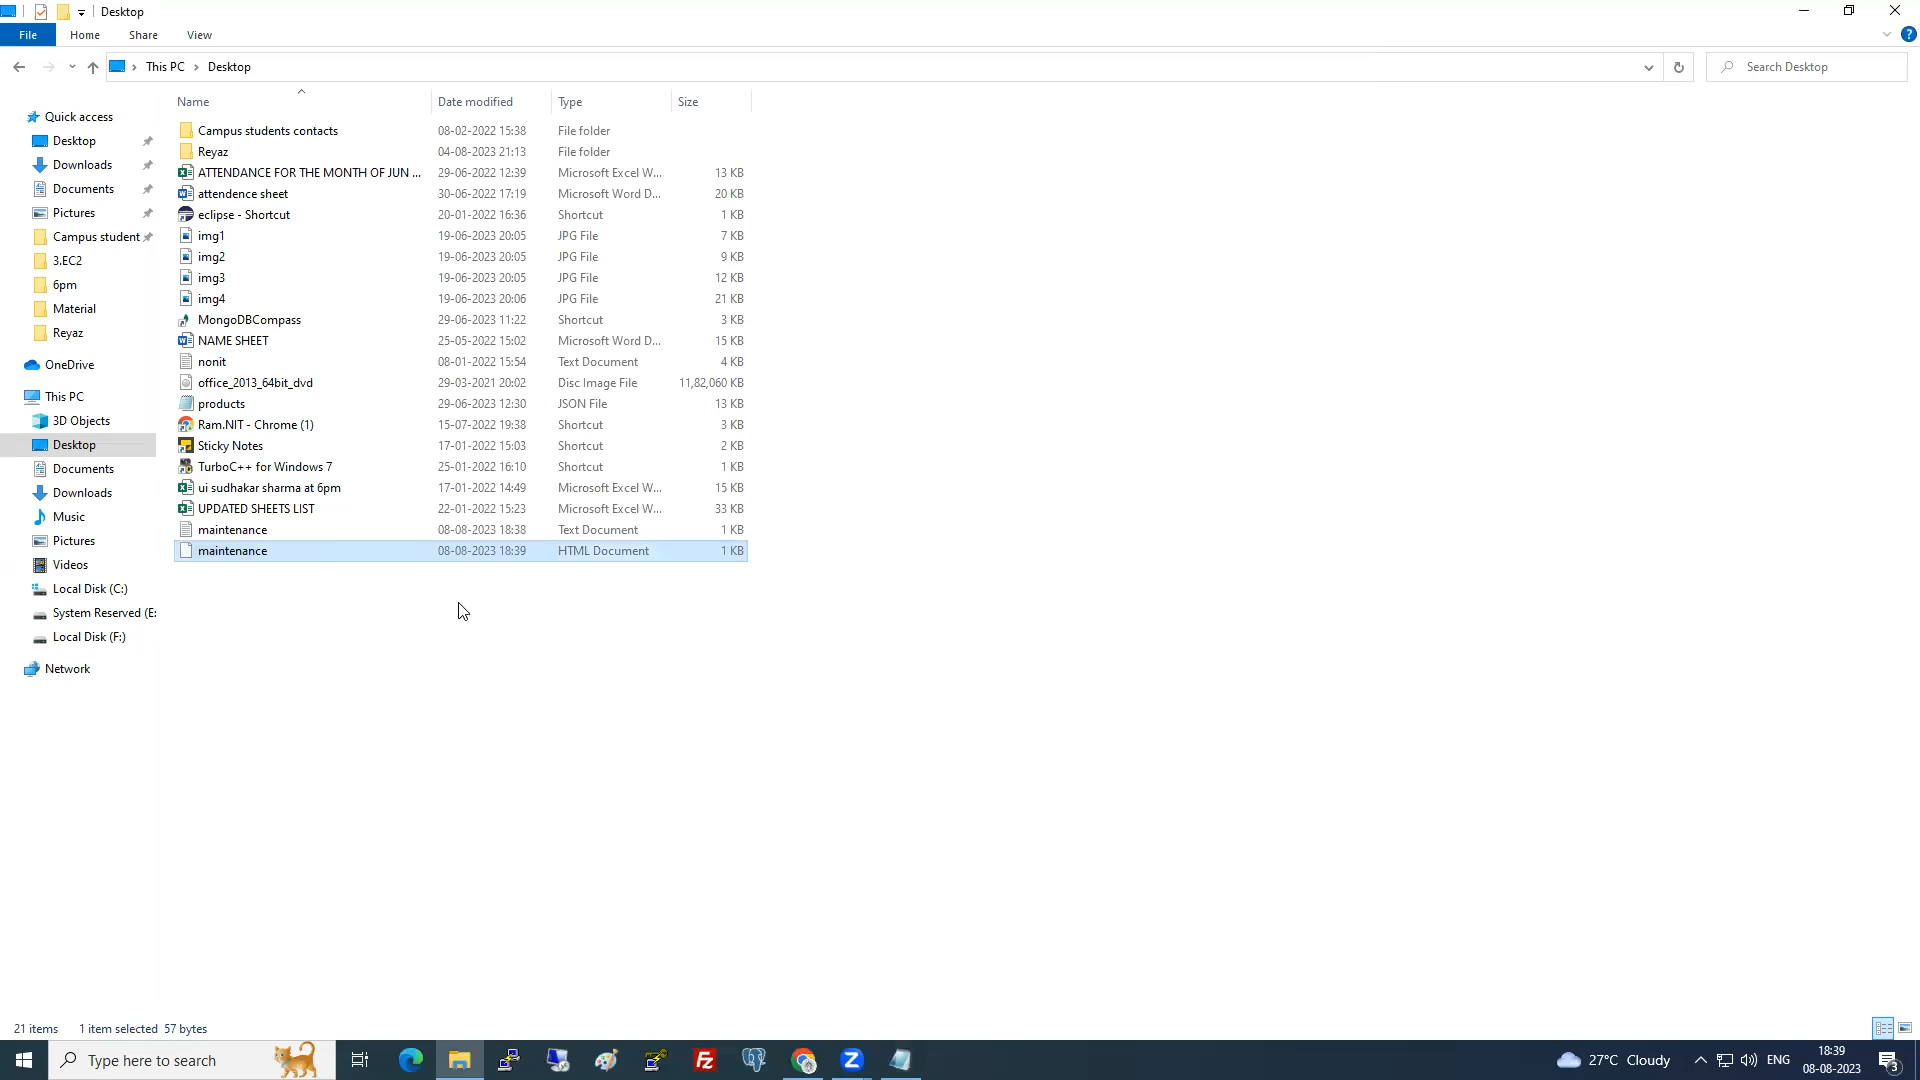 Desktop
File Home Share View
This PC Desktop
Search Desktop
Name Date modified Type Size
Quick access
Desktop
Downloads
Documents
Pictures
Campus student
3.EC2
6pm
Material
Reyaz
OneDrive
This PC
3D Objects
Desktop
Documents
Downloads
Music
Pictures
Videos
Local Disk (C:)
System Reserved (E:
Local Disk (F:)
Network
Campus students contacts 08-02-2022 15:38 File folder
Reyaz 04-08-2023 21:13 File folder
ATTENDANCE FOR THE MONTH OF JUN ... 29-06-2022 12:39 Microsoft Excel W... 13 KB
attendence sheet 30-06-2022 17:19 Microsoft Word D... 20 KB
eclipse - Shortcut 20-01-2022 16:36 Shortcut 1 KB
img1 19-06-2023 20:05 JPG File 7 KB
img2 19-06-2023 20:05 JPG File 9 KB
img3 19-06-2023 20:05 JPG File 12 KB
img4 19-06-2023 20:06 JPG File 21 KB
MongoDBCompass 29-06-2023 11:22 Shortcut 3 KB
NAME SHEET 25-05-2022 15:02 Microsoft Word D... 15 KB
nonit 08-01-2022 15:54 Text Document 4 KB
office_2013_64bit_dvd 29-03-2021 20:02 Disc Image File 11,82,060 KB
products 29-06-2023 12:30 JSON File 13 KB
Ram.NIT - Chrome (1) 15-07-2022 19:38 Shortcut 3 KB
Sticky Notes 17-01-2022 15:03 Shortcut 2 KB
TurboC++ for Windows 7 25-01-2022 16:10 Shortcut 1 KB
ui sudhakar sharma at 6pm 17-01-2022 14:49 Microsoft Excel W... 15 KB
UPDATED SHEETS LIST 22-01-2022 15:23 Microsoft Excel W... 33 KB
maintenance 08-08-2023 18:38 Text Document 1 KB
maintenance 08-08-2023 18:39 HTML Document 1 KB
21 items 1 item selected 57 bytes
Type here to search
27°C Cloudy
ENG
18:39
08-08-2023
3